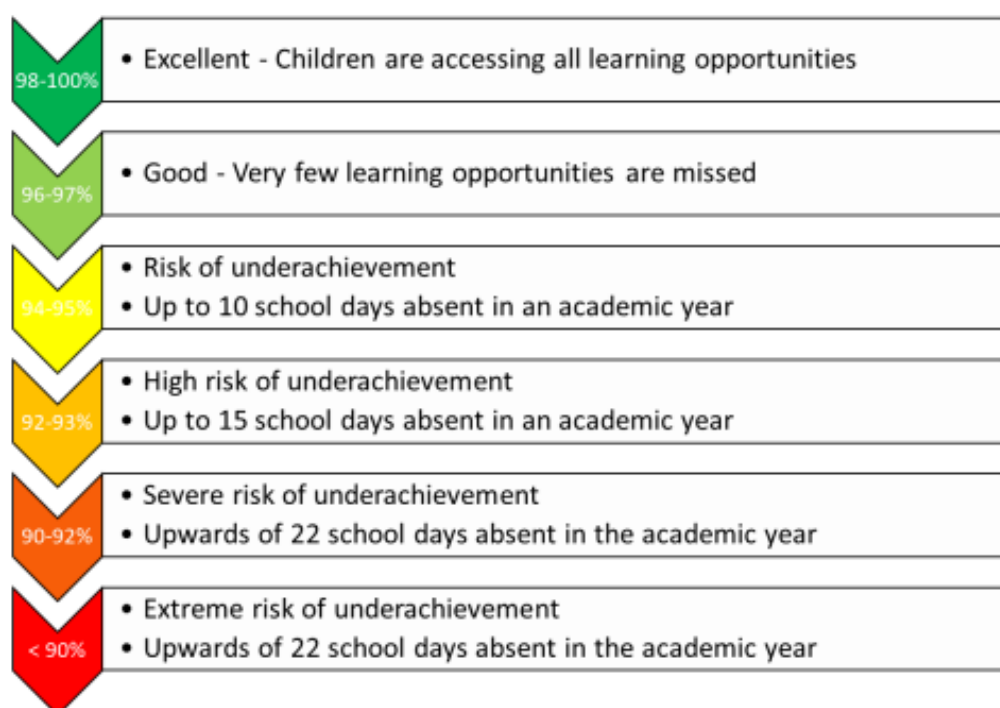 98-100%
• Excellent - Children are accessing all learning opportunities
96-97%
• Good - Very few learning opportunities are missed
94-95%
• Risk of underachievement
• Up to 10 school days absent in an academic year
92-93%
• High risk of underachievement
• Up to 15 school days absent in an academic year
90-92%
• Severe risk of underachievement
• Upwards of 22 school days absent in the academic year
< 90%
• Extreme risk of underachievement
• Upwards of 22 school days absent in the academic year